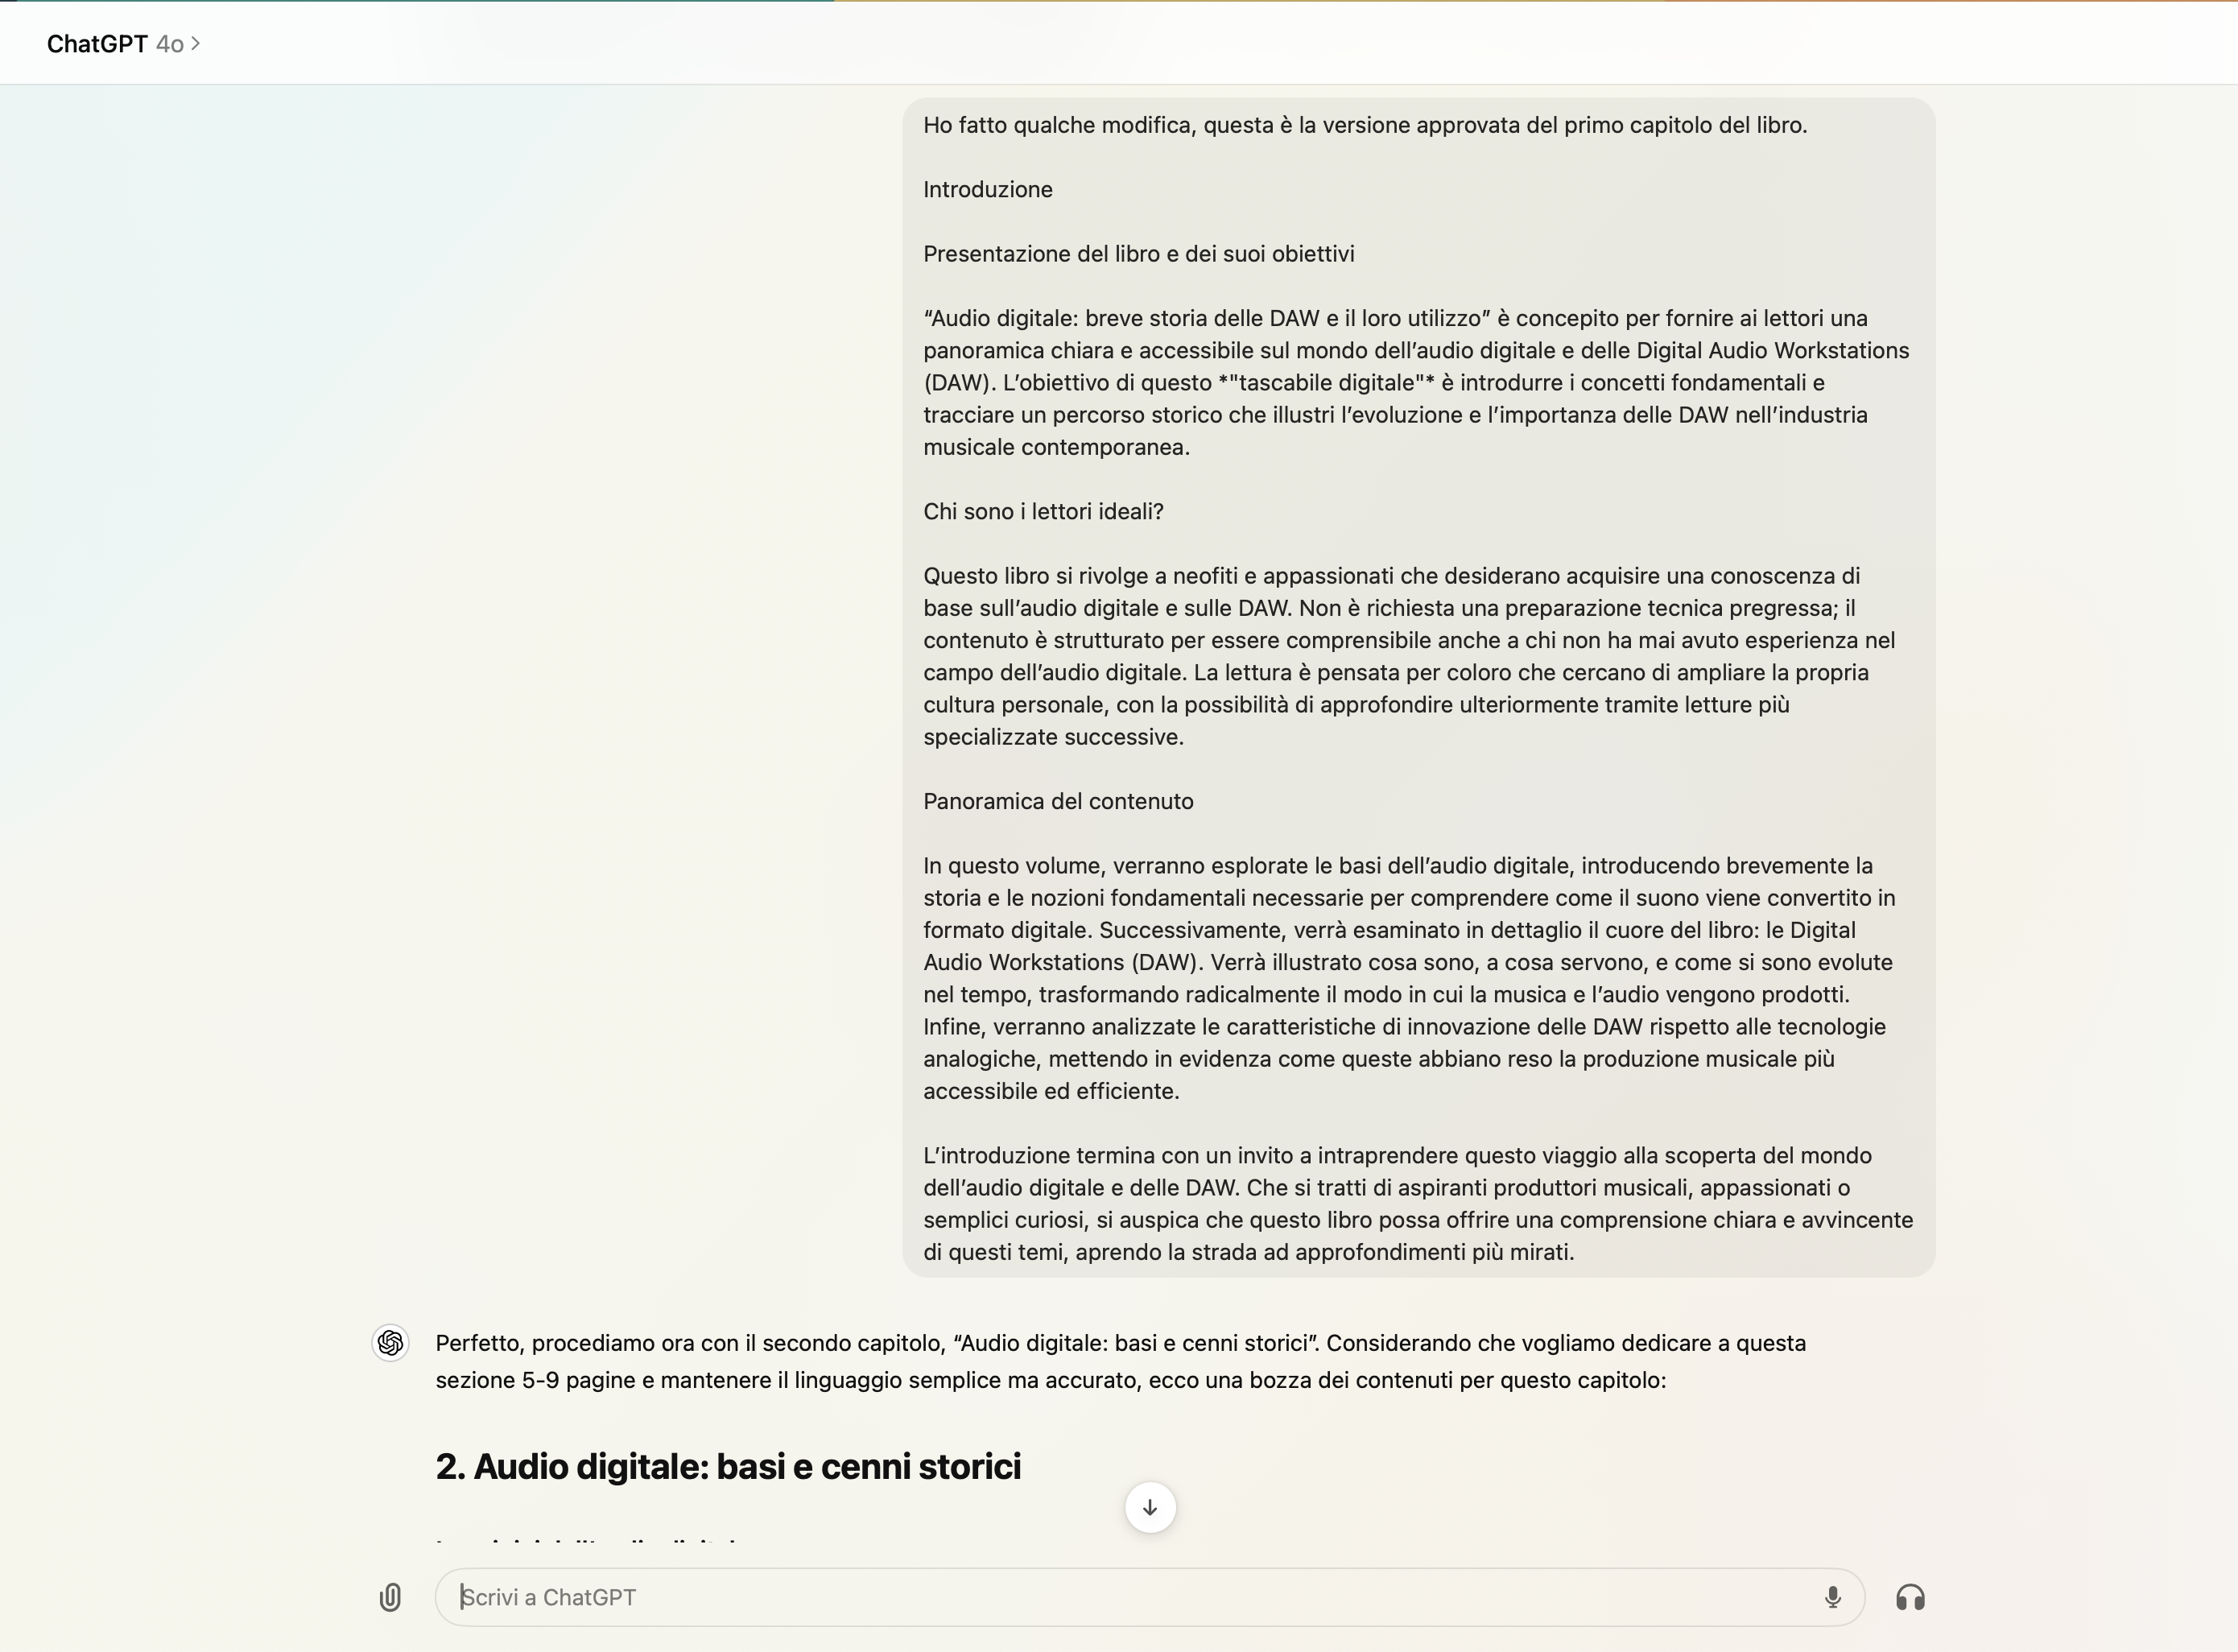 ChatGPT 4o
Ho fatto qualche modifica, questa è la versione approvata del primo capitolo del libro.
Introduzione
Presentazione del libro e dei suoi obiettivi
“Audio digitale: breve storia delle DAW e il loro utilizzo” è concepito per fornire ai lettori una
panoramica chiara e accessibile sul mondo dell’audio digitale e delle Digital Audio Workstations
(DAW). L’obiettivo di questo *"tascabile digitale"* è introdurre i concetti fondamentali e
tracciare un percorso storico che illustri l’evoluzione e l’importanza delle DAW nell’industria
musicale contemporanea.
Chi sono i lettori ideali?
Questo libro si rivolge a neofiti e appassionati che desiderano acquisire una conoscenza di
base sull’audio digitale e sulle DAW. Non è richiesta una preparazione tecnica pregressa; il
contenuto è strutturato per essere comprensibile anche a chi non ha mai avuto esperienza nel
campo dell’audio digitale. La lettura è pensata per coloro che cercano di ampliare la propria
cultura personale, con la possibilità di approfondire ulteriormente tramite letture più
specializzate successive.
Panoramica del contenuto
In questo volume, verranno esplorate le basi dell’audio digitale, introducendo brevemente la
storia e le nozioni fondamentali necessarie per comprendere come il suono viene convertito in
formato digitale. Successivamente, verrà esaminato in dettaglio il cuore del libro: le Digital
Audio Workstations (DAW). Verrà illustrato cosa sono, a cosa servono, e come si sono evolute
nel tempo, trasformando radicalmente il modo in cui la musica e l’audio vengono prodotti.
Infine, verranno analizzate le caratteristiche di innovazione delle DAW rispetto alle tecnologie
analogiche, mettendo in evidenza come queste abbiano reso la produzione musicale più
accessibile ed efficiente.
L’introduzione termina con un invito a intraprendere questo viaggio alla scoperta del mondo
dell’audio digitale e delle DAW. Che si tratti di aspiranti produttori musicali, appassionati o
semplici curiosi, si auspica che questo libro possa offrire una comprensione chiara e avvincente
di questi temi, aprendo la strada ad approfondimenti più mirati.
Perfetto, procediamo ora con il secondo capitolo, “Audio digitale: basi e cenni storici”. Considerando che vogliamo dedicare a questa
sezione 5-9 pagine e mantenere il linguaggio semplice ma accurato, ecco una bozza dei contenuti per questo capitolo:
2. Audio digitale: basi e cenni storici
Scrivi a ChatGPT